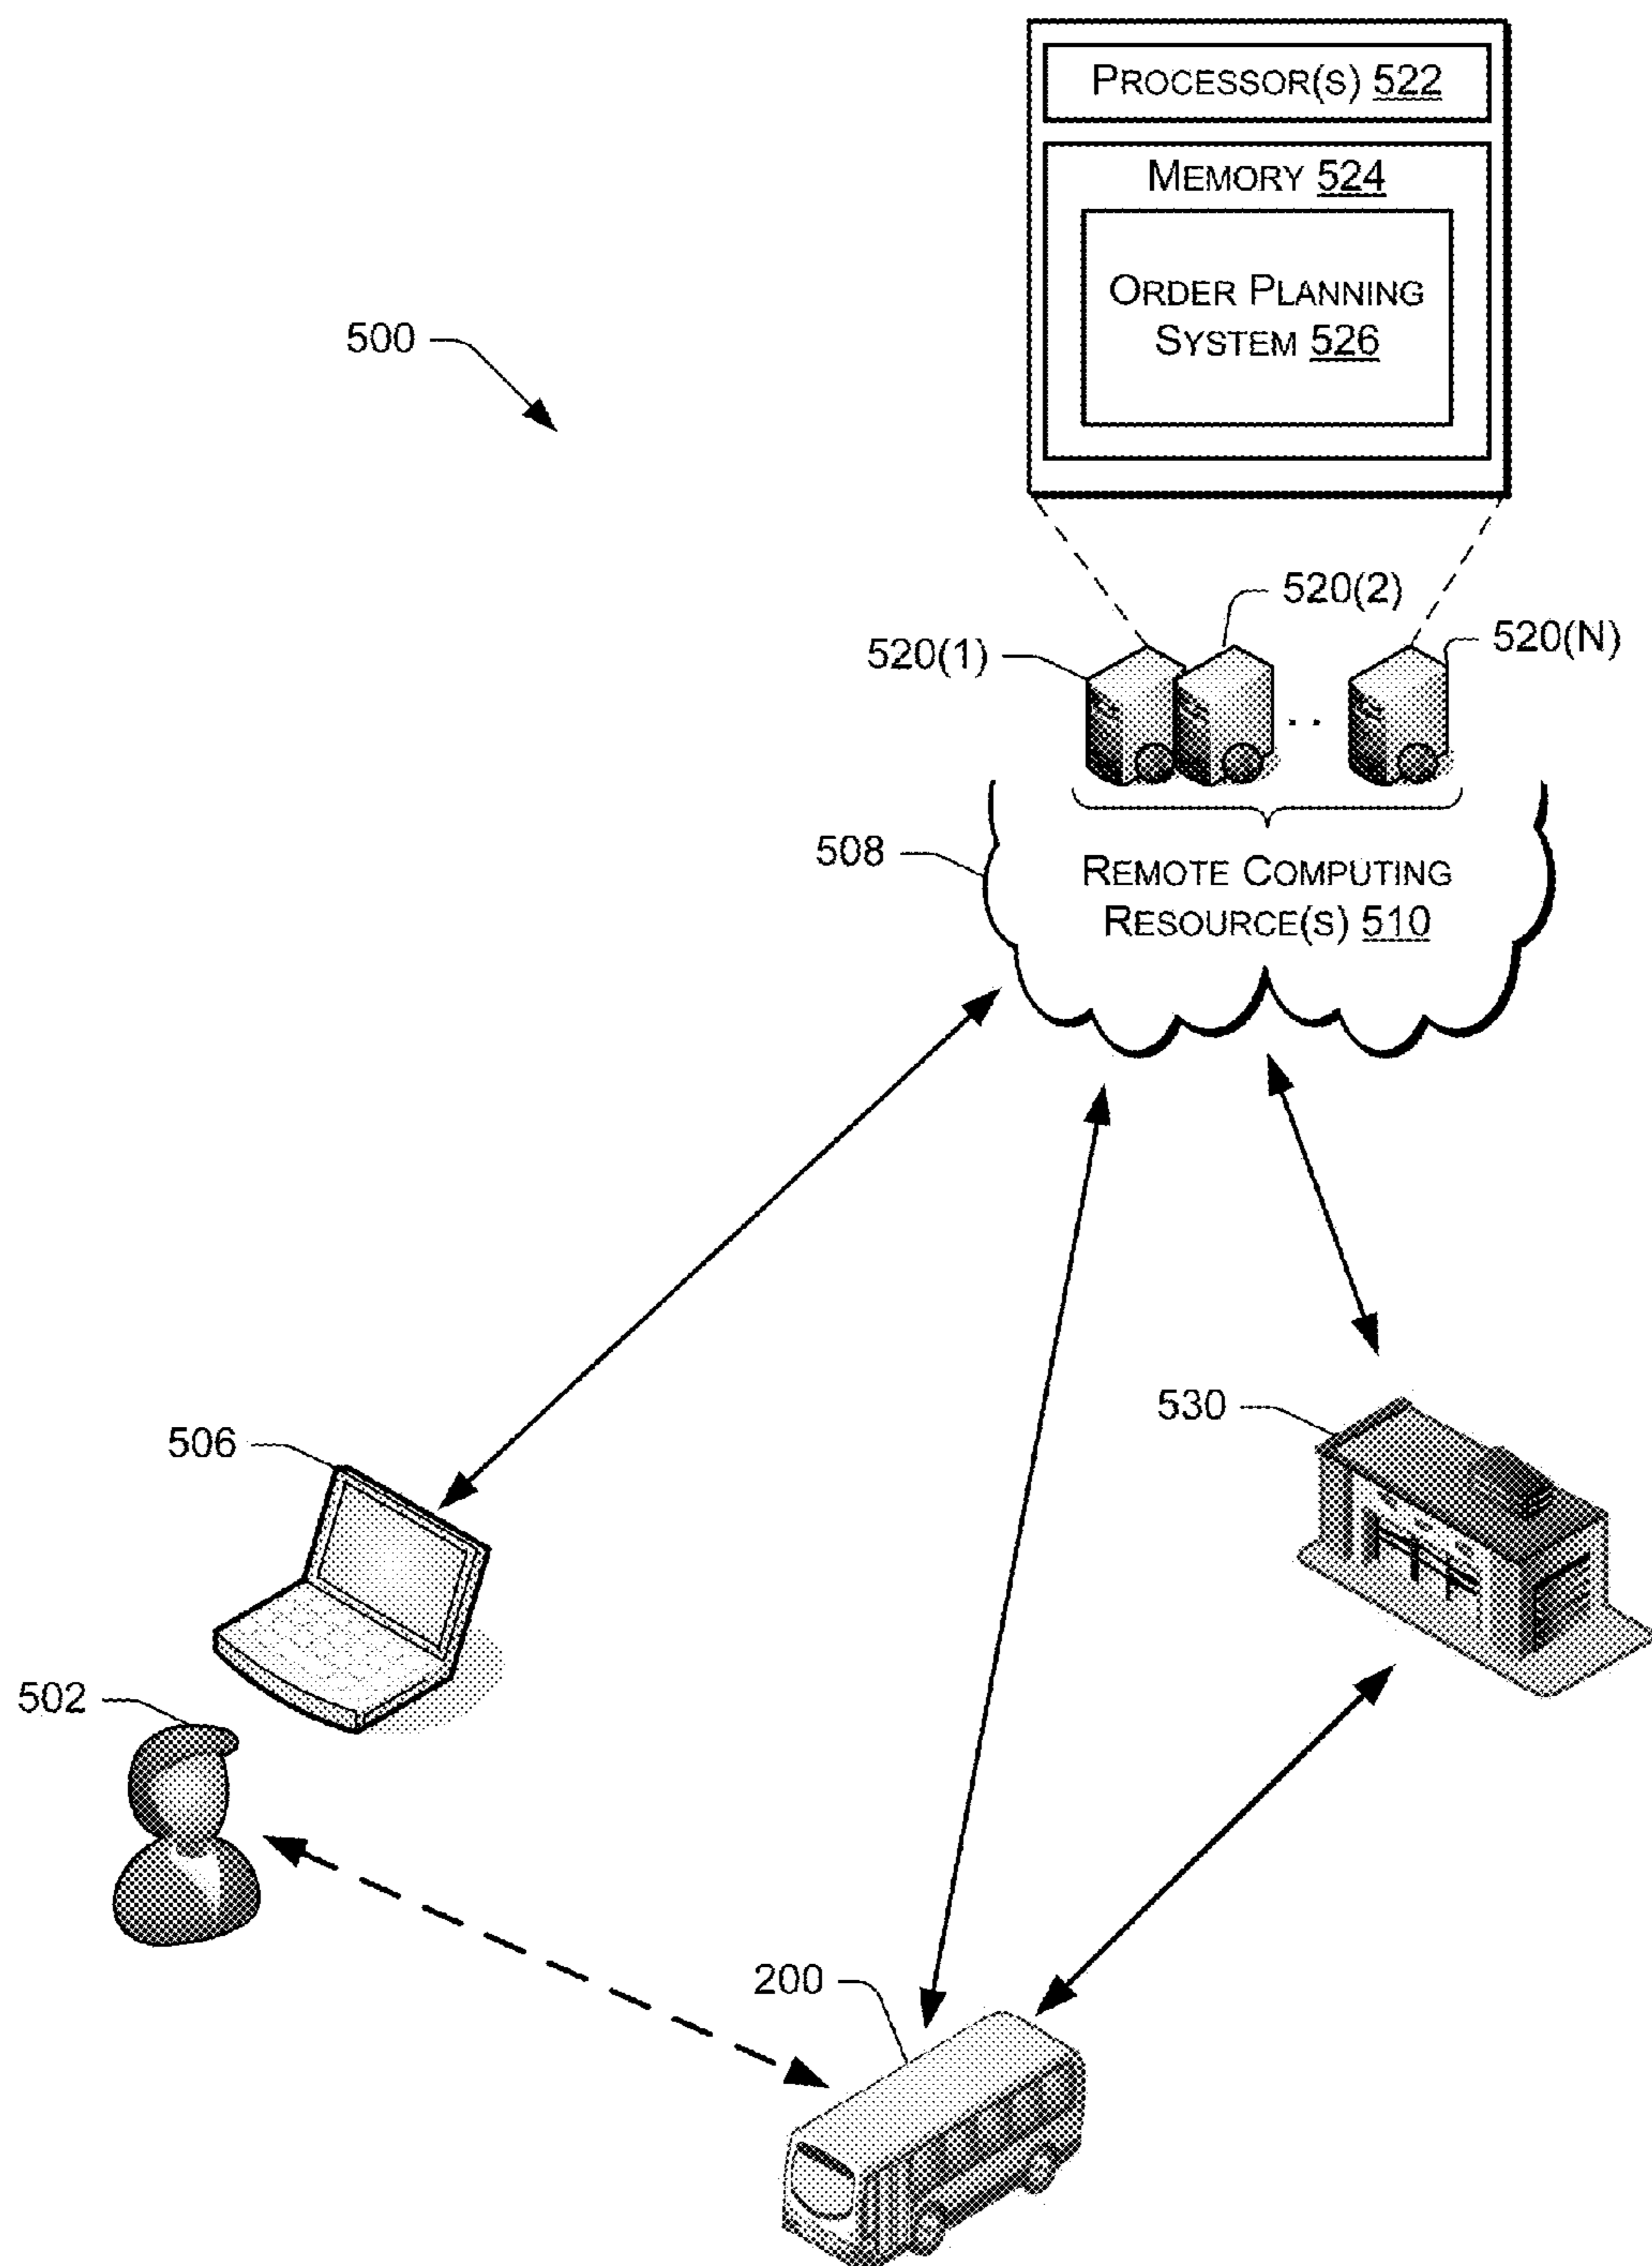 PROCESSOR(S) 522
MEMORY 524
ORDER PLANNING
SYSTEM 526
500
520(2)
520(1)
520(N)
508
REMOTE COMPUTING
RESOURCE(S) 510
530
506
502
200